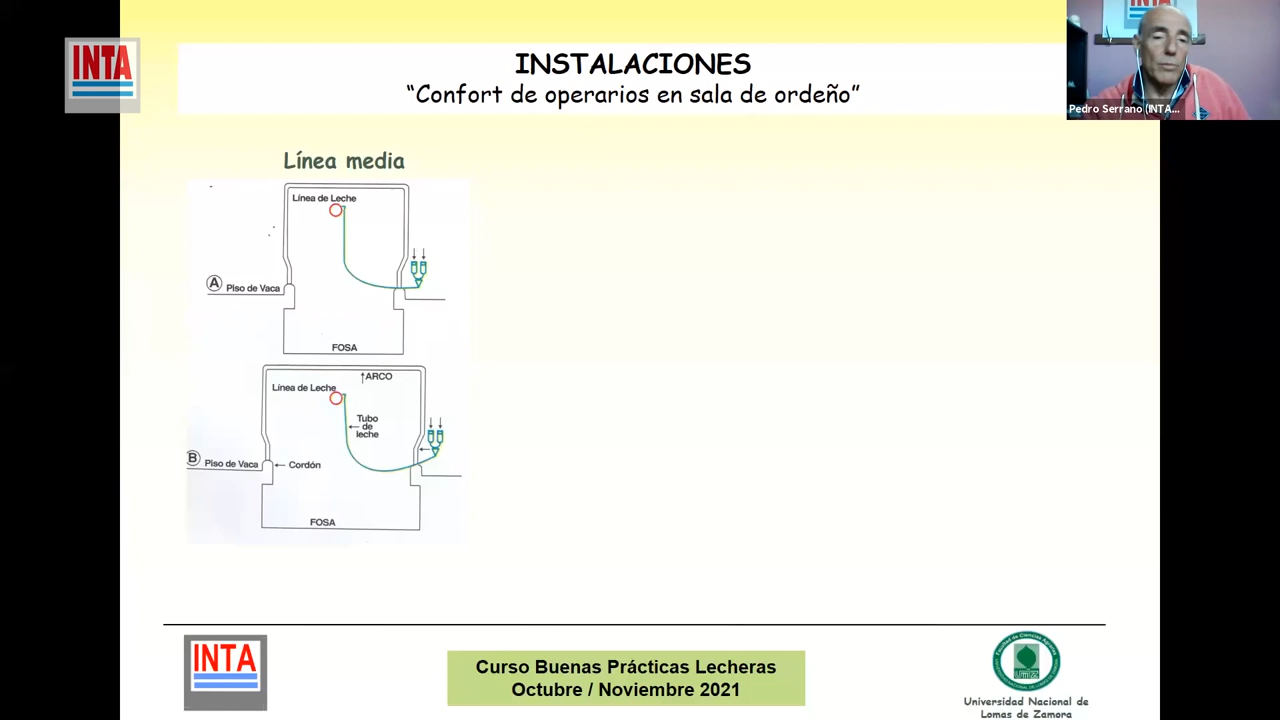 INTA
INTA
INSTALACIONES
“Confort de operarios en sala de ordeño”
Pedro Serrano (INTA...
Línea media
Línea de Leche
A
Piso de Vaca
FOSA
ARCO
Línea de Leche
Tubo
de
leche
B
Piso de Vaca
Cordón
FOSA
INTA
Curso Buenas Prácticas Lecheras
Octubre / Noviembre 2021
Universidad Nacional de
Lomas de Zamora